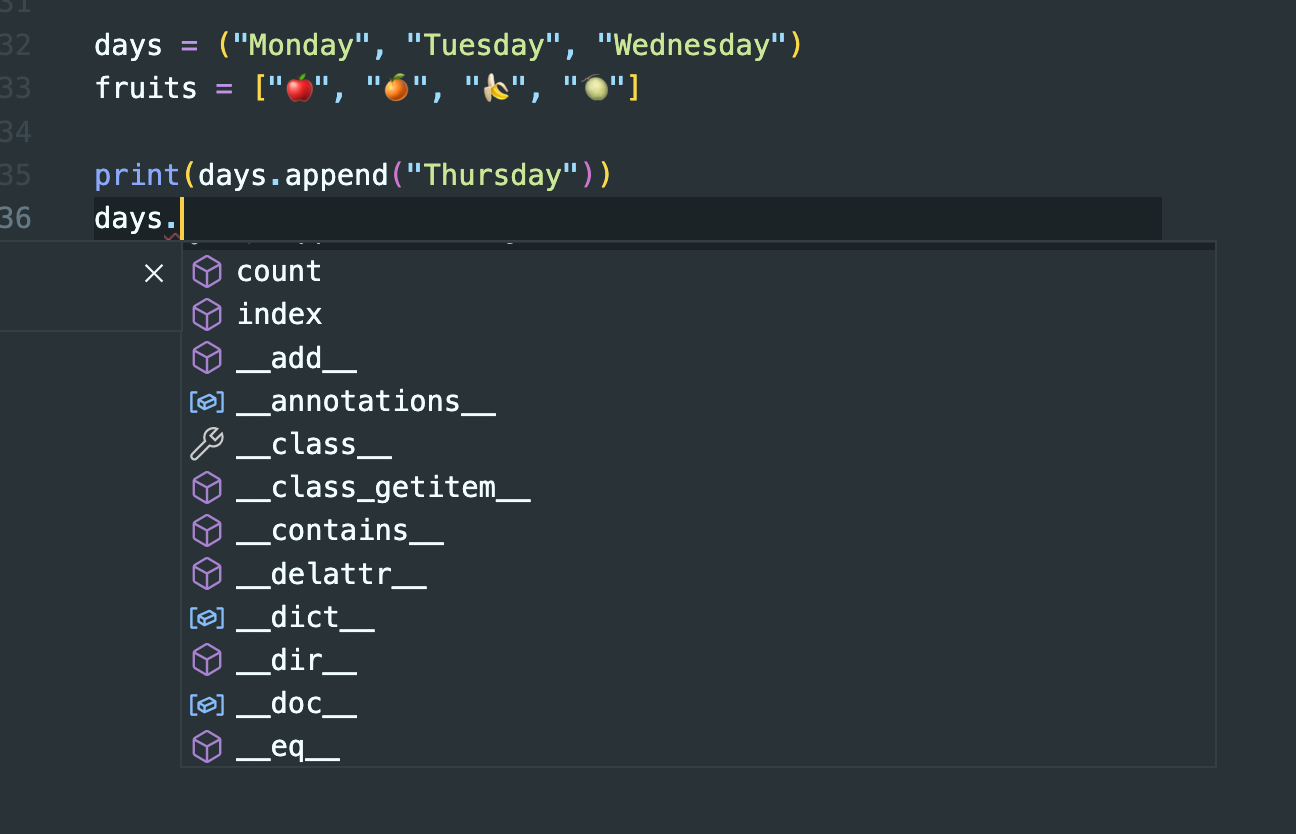 31
32 days = ("Monday", "Tuesday", "Wednesday")
33 fruits = ["🍎", "🍊", "🍌", "🍈"]
34
35 print(days.append("Thursday"))
36 days.
count
index
__add__
__annotations__
__class__
__class_getitem__
__contains__
__delattr__
__dict__
__dir__
__doc__
__eq__